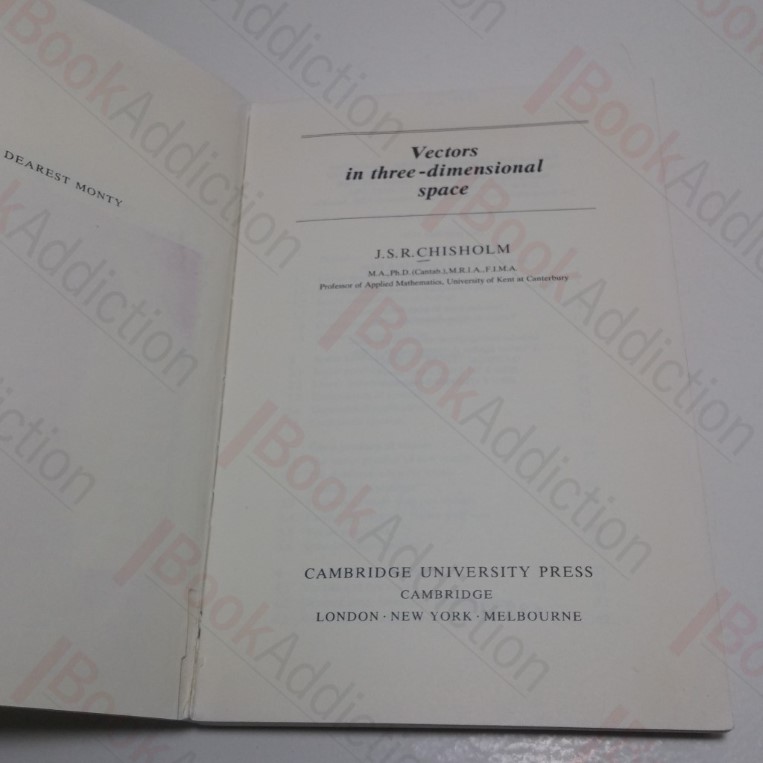 DEAREST MONTY
Vectors
in three-dimensional
space
J.S.R. CHISHOLM
M.A., Ph.D. (Cantab.), M.R.I.A., F.I.M.A.
Professor of Applied Mathematics, University of Kent at Canterbury
CAMBRIDGE UNIVERSITY PRESS
CAMBRIDGE
LONDON · NEW YORK · MELBOURNE
BookAddiction